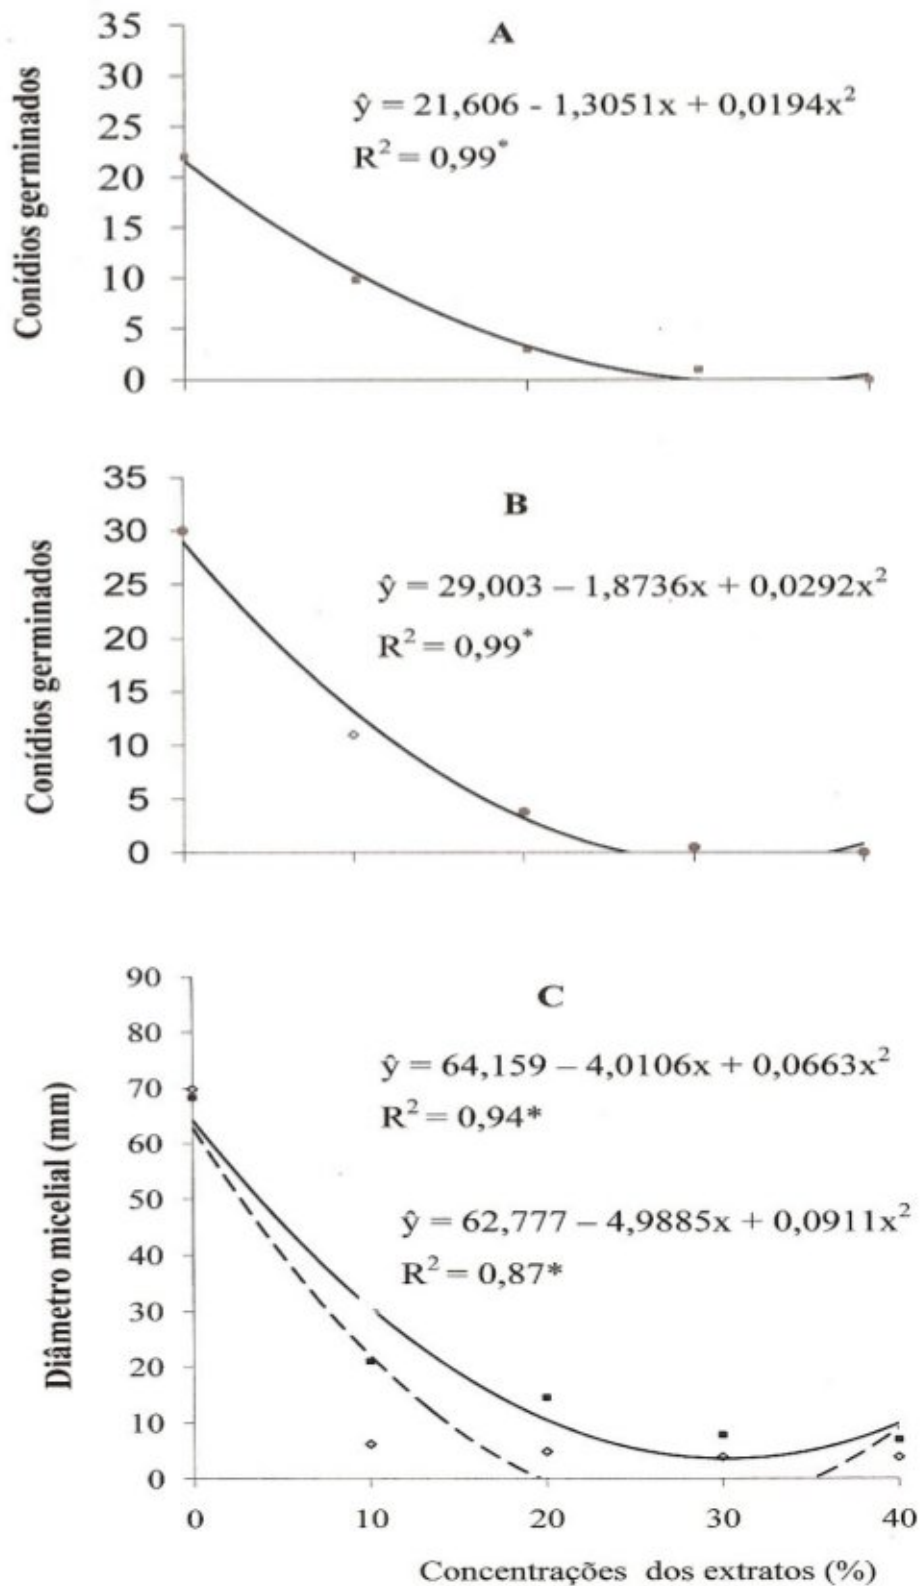 A
35
30
25
20
15
10
5
0
Conídios germinados
ŷ = 21,606 - 1,3051x + 0,0194x²
R² = 0,99*
B
35
30
25
20
15
10
5
0
Conídios germinados
ŷ = 29,003 – 1,8736x + 0,0292x²
R² = 0,99*
C
90
80
70
60
50
40
30
20
10
0
Diâmetro micelial (mm)
ŷ = 64,159 – 4,0106x + 0,0663x²
R² = 0,94*
ŷ = 62,777 – 4,9885x + 0,0911x²
R² = 0,87*
0 10 20 30 40
Concentrações dos extratos (%)